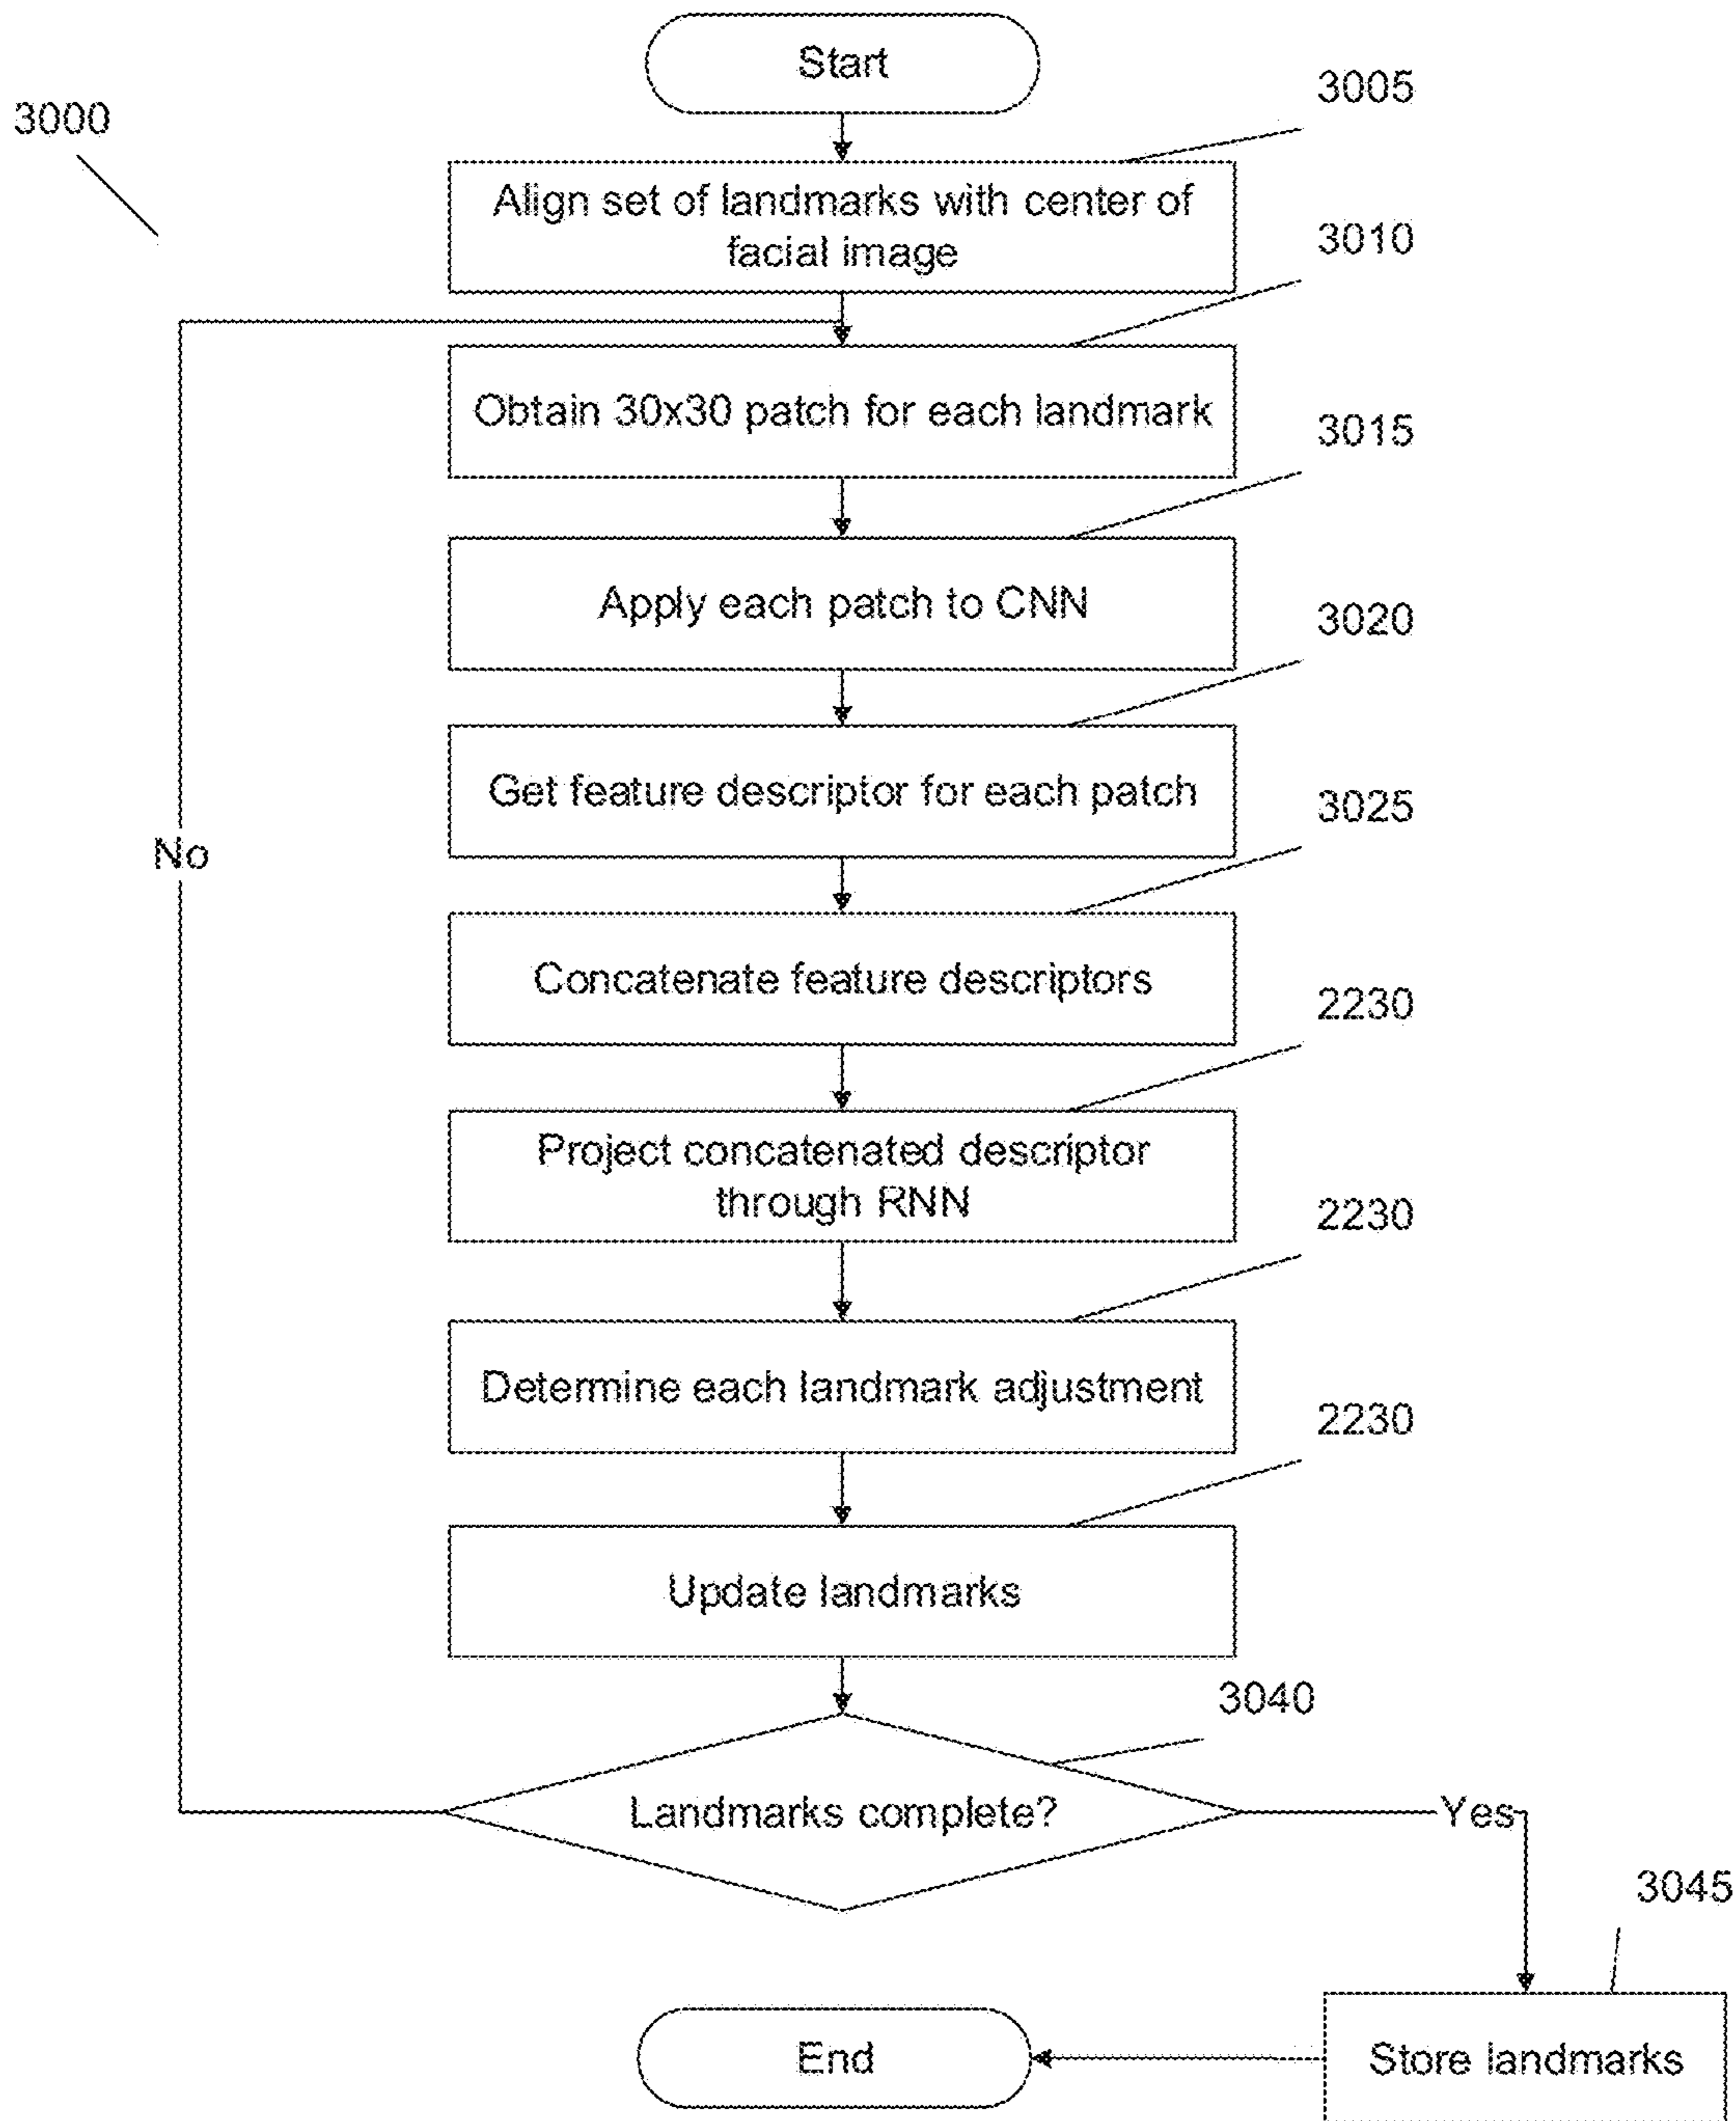 Start
3005
3000
Align set of landmarks with center of
facial image
3010
Obtain 30x30 patch for each landmark
3015
Apply each patch to CNN
3020
Get feature descriptor for each patch
3025
No
Concatenate feature descriptors
2230
Project concatenated descriptor
through RNN
2230
Determine each landmark adjustment
2230
Update landmarks
3040
Landmarks complete?
Yes
3045
End
Store landmarks